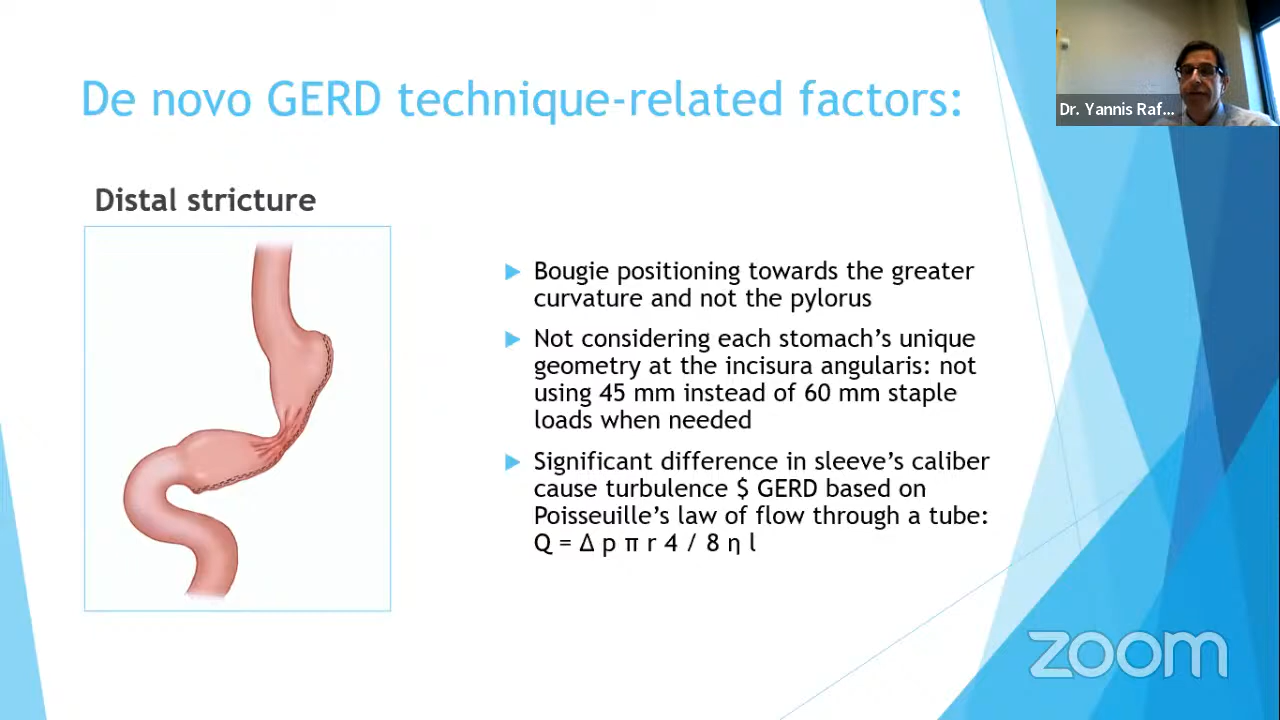 De novo GERD technique-related factors:
Dr. Yannis Raf...
Distal stricture
Bougie positioning towards the greater
curvature and not the pylorus
Not considering each stomach's unique
geometry at the incisura angularis: not
using 45 mm instead of 60 mm staple
loads when needed
Significant difference in sleeve's caliber
cause turbulence $ GERD based on
Poisseuille's law of flow through a tube:
Q = Δ p π r 4 / 8 η l
zoom